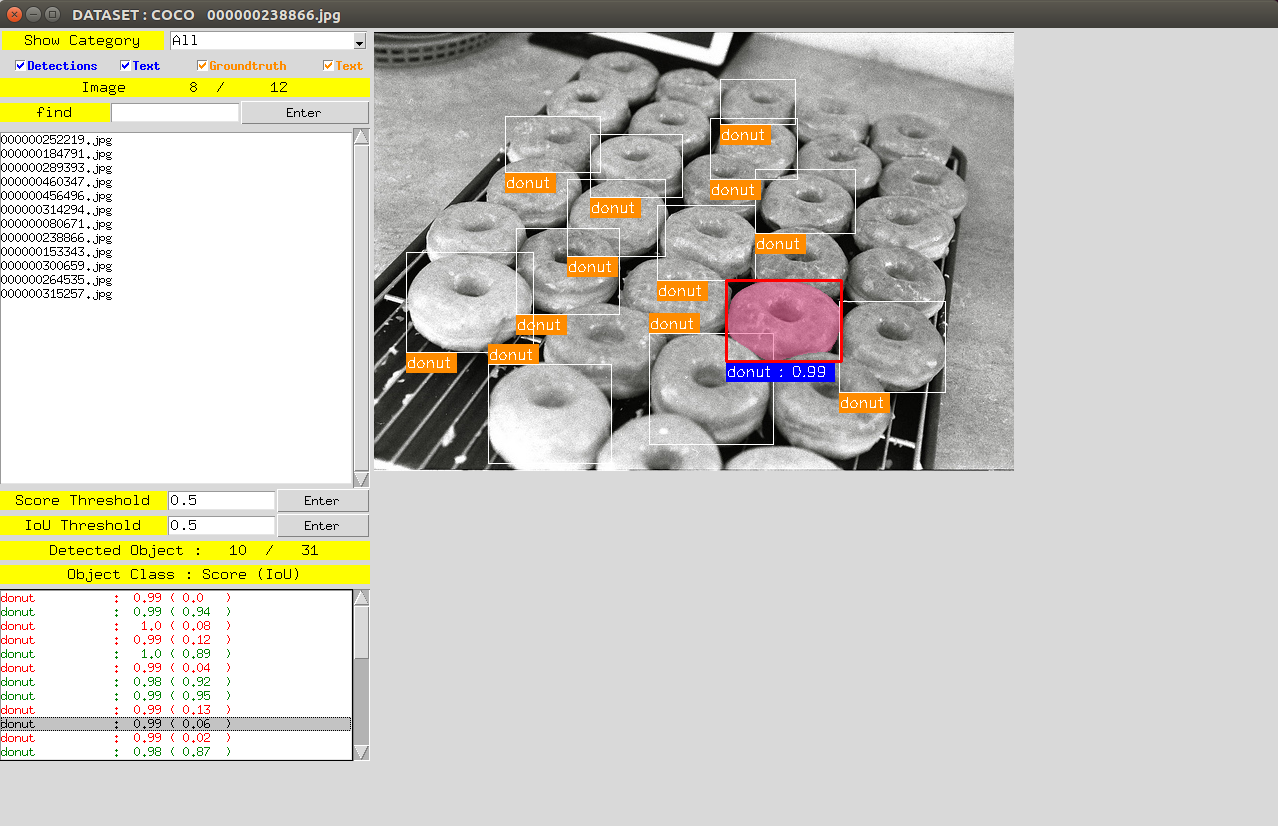 DATASET : COCO 000000238866.jpg
Show Category All
Detections Text Groundtruth Text
Image 8 / 12
find Enter
000000252219.jpg
000000184791.jpg
000000289393.jpg
000000460347.jpg
000000456496.jpg
000000314294.jpg
000000080671.jpg
000000238866.jpg
000000153343.jpg
000000300659.jpg
000000264535.jpg
000000315257.jpg
Score Threshold 0.5 Enter
IoU Threshold 0.5 Enter
Detected Object : 10 / 31
Object Class : Score (IoU)
donut : 0.99 ( 0.0 )
donut : 0.99 ( 0.94 )
donut : 1.0 ( 0.08 )
donut : 0.99 ( 0.12 )
donut : 1.0 ( 0.89 )
donut : 0.99 ( 0.04 )
donut : 0.98 ( 0.92 )
donut : 0.99 ( 0.95 )
donut : 0.99 ( 0.13 )
donut : 0.99 ( 0.06 )
donut : 0.99 ( 0.02 )
donut : 0.98 ( 0.87 )
donut
donut
donut
donut
donut
donut
donut
donut
donut
donut
donut
donut : 0.99
donut